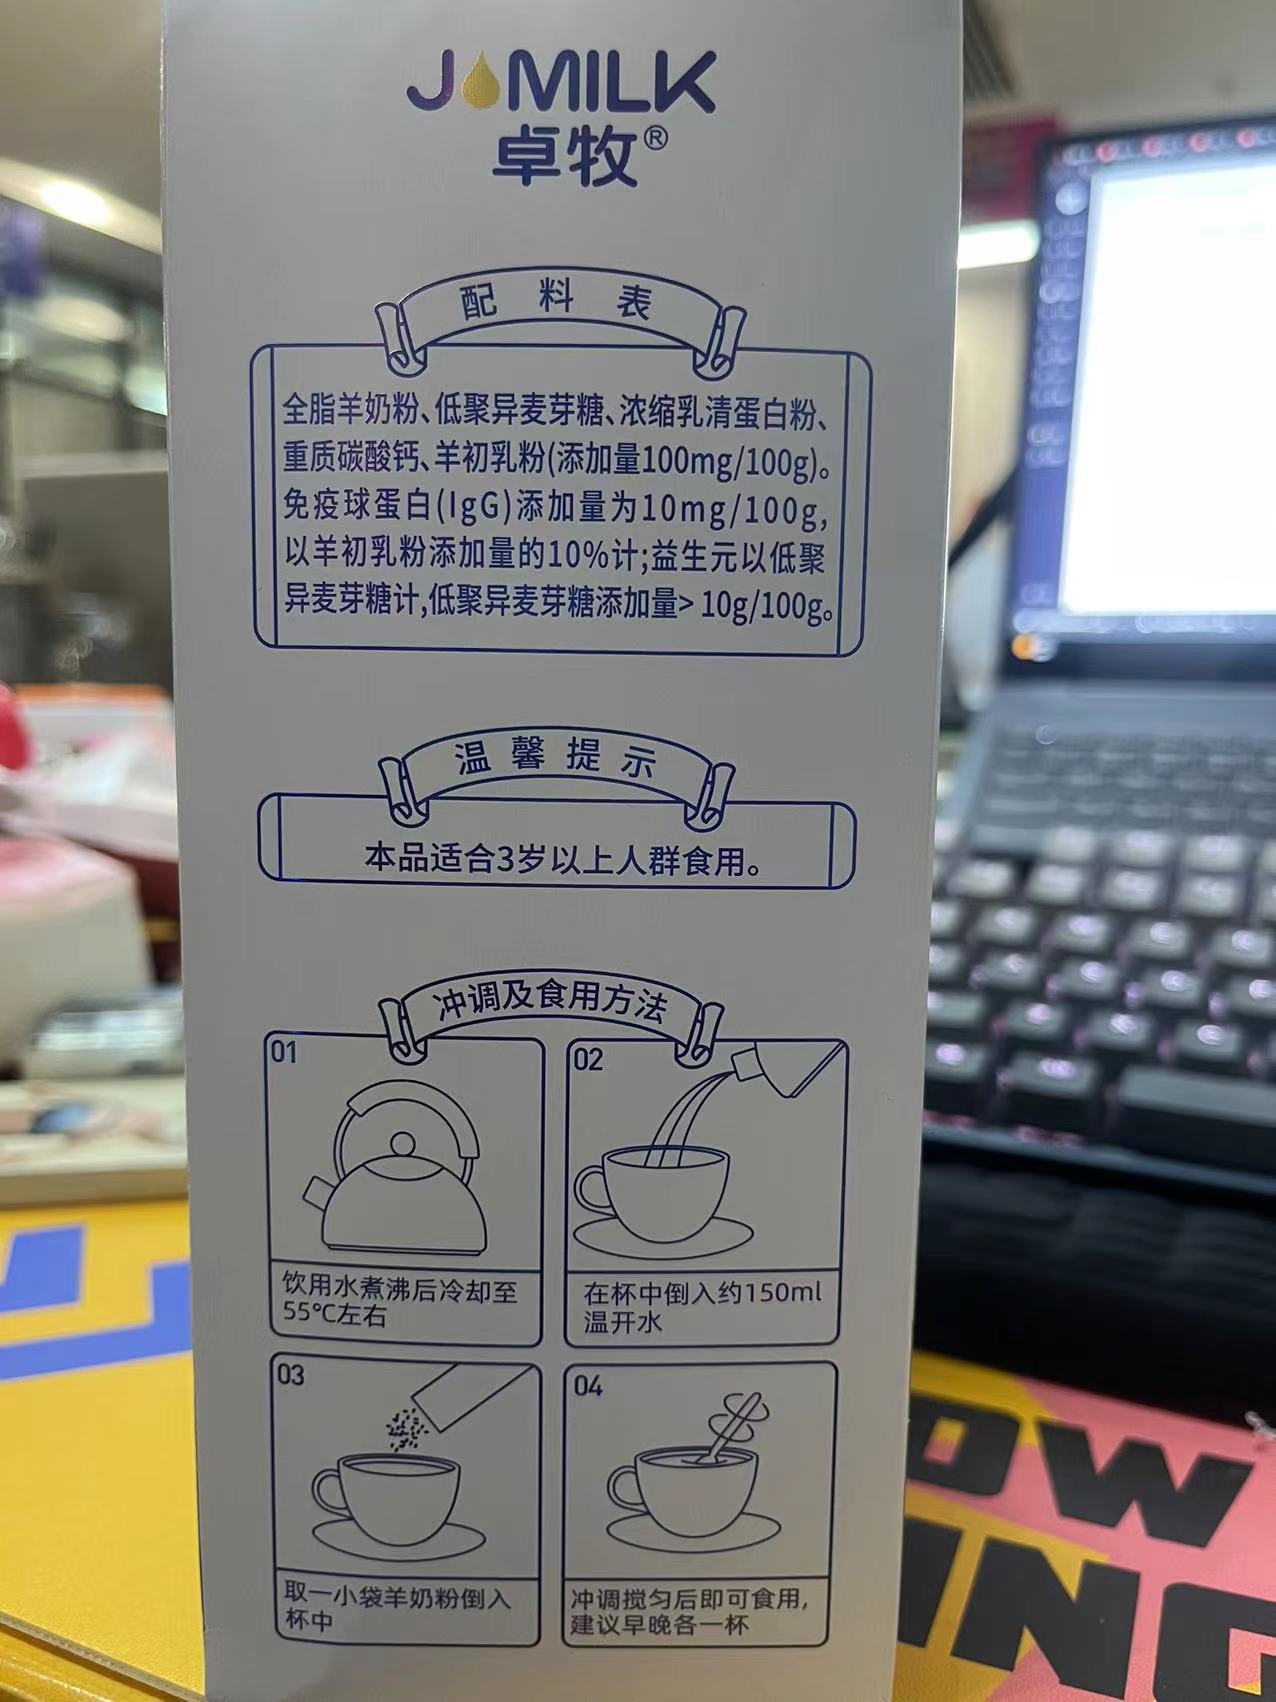 J MILK
卓牧®
配料表
全脂羊奶粉、低聚异麦芽糖、浓缩乳清蛋白粉、
重质碳酸钙、羊初乳粉(添加量100mg/100g)。
免疫球蛋白(IgG)添加量为10mg/100g,
以羊初乳粉添加量的10%计;益生元以低聚
异麦芽糖计,低聚异麦芽糖添加量> 10g/100g。
温馨提示
本品适合3岁以上人群食用。
冲调及食用方法
01
饮用水煮沸后冷却至
55℃左右
02
在杯中倒入约150ml
温开水
03
取一小袋羊奶粉倒入
杯中
04
冲调搅匀后即可食用,
建议早晚各一杯
OW
ING